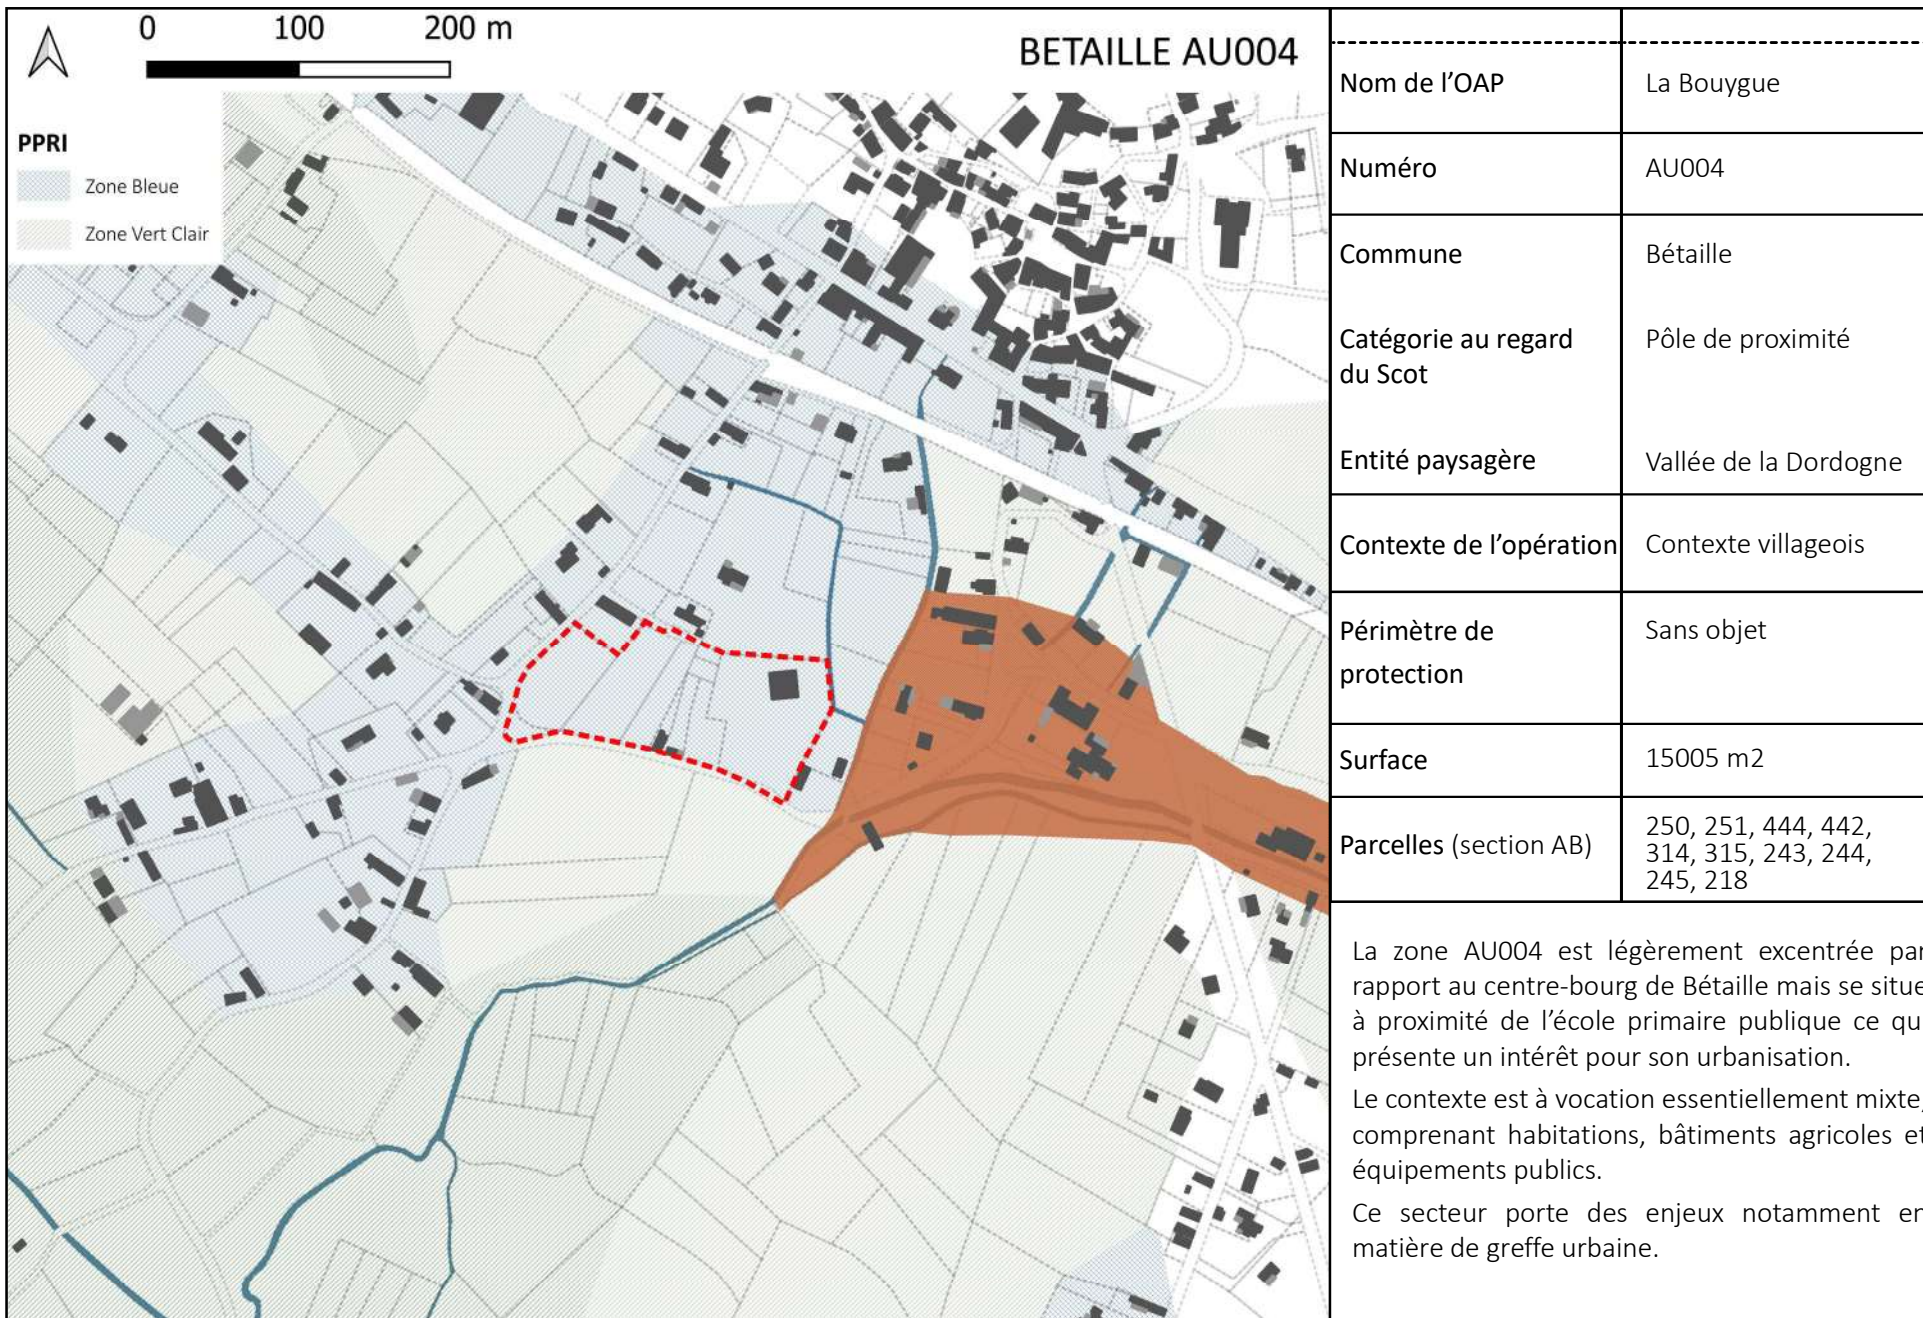 0 100 200 m
BETAILLE AU004
PPRI
Zone Bleue
Zone Vert Clair
Nom de l'OAP La Bouygue
Numéro AU004
Commune Bétaille
Catégorie au regard Pôle de proximité
du Scot
Entité paysagère Vallée de la Dordogne
Contexte de l'opération Contexte villageois
Périmètre de Sans objet
protection
Surface 15005 m2
Parcelles (section AB)
250, 251, 444, 442,
314, 315, 243, 244,
245, 218
La zone AU004 est légèrement excentrée par
rapport au centre-bourg de Bétaille mais se situe
à proximité de l'école primaire publique ce qu
présente un intérêt pour son urbanisation.
Le contexte est à vocation essentiellement mixte,
comprenant habitations, bâtiments agricoles et
équipements publics.
Ce secteur porte des enjeux notamment en
matière de greffe urbaine.